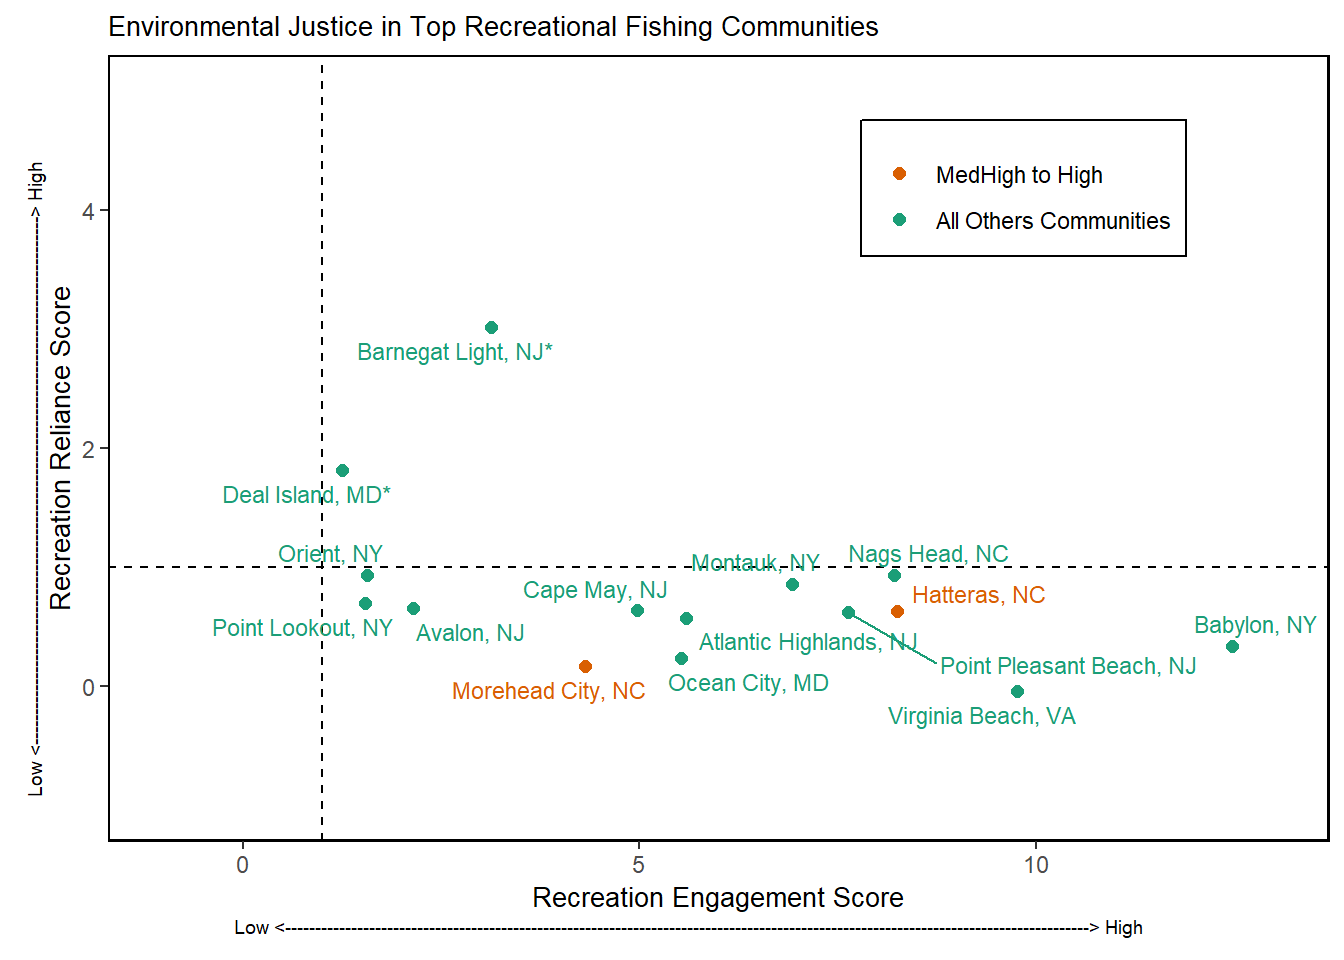 Environmental Justice in Top Recreational Fishing Communities
MedHigh to High
All Others Communities
4
2
0
Recreation Reliance Score
Low <---------------------------------------------------------------------------------------> High
Barnegat Light, NJ*
Deal Island, MD*
Orient, NY
Montauk, NY
Nags Head, NC
Cape May, NJ
Hatteras, NC
Point Lookout, NY
Avalon, NJ
Babylon, NY
Atlantic Highlands, NJ
Point Pleasant Beach, NJ
Morehead City, NC
Ocean City, MD
Virginia Beach, VA
0
5
10
Recreation Engagement Score
Low <---------------------------------------------------------------------------------------------------------------------------------------> High